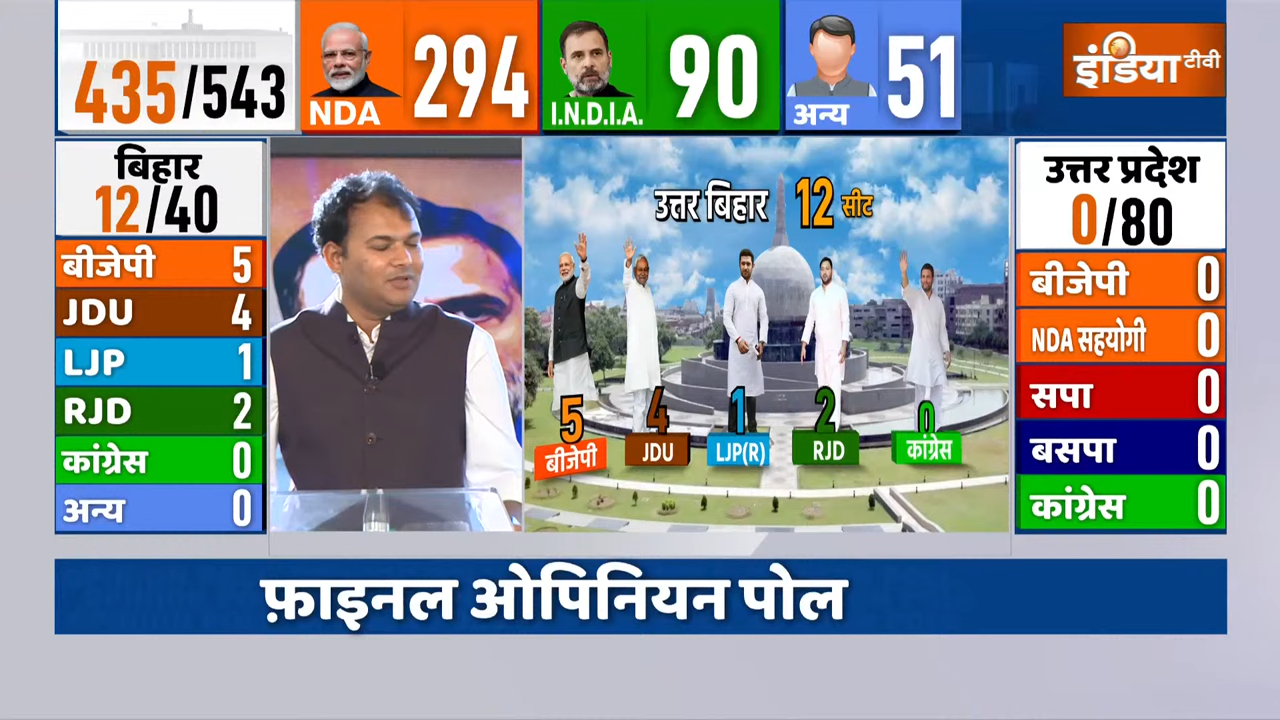 435/543
NDA
294
I.N.D.I.A.
90
अन्य
51
इंडिया टीवी
बिहार
12/40
बीजेपी 5
JDU 4
LJP 1
RJD 2
कांग्रेस 0
अन्य 0
उत्तर बिहार 12 सीट
5
बीजेपी
4
JDU
1
LJP(R)
2
RJD
0
कांग्रेस
उत्तर प्रदेश
0/80
बीजेपी 0
NDA सहयोगी 0
सपा 0
बसपा 0
कांग्रेस 0
फ़ाइनल ओपिनियन पोल